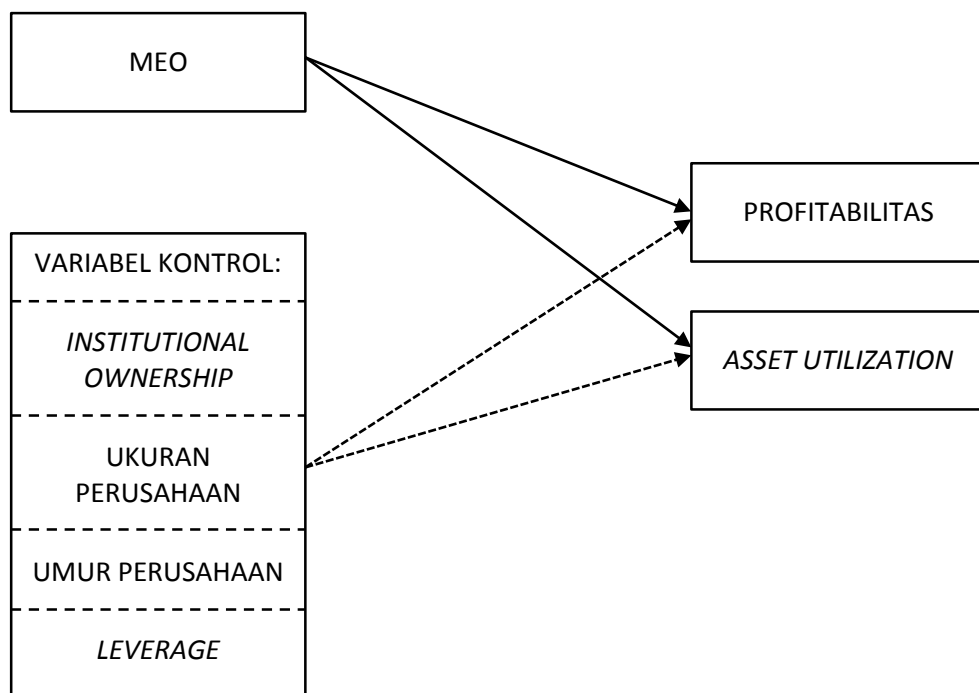 MEO
PROFITABILITAS
VARIABEL KONTROL:
INSTITUTIONAL
OWNERSHIP
ASSET UTILIZATION
UKURAN
PERUSAHAAN
UMUR PERUSAHAAN
LEVERAGE